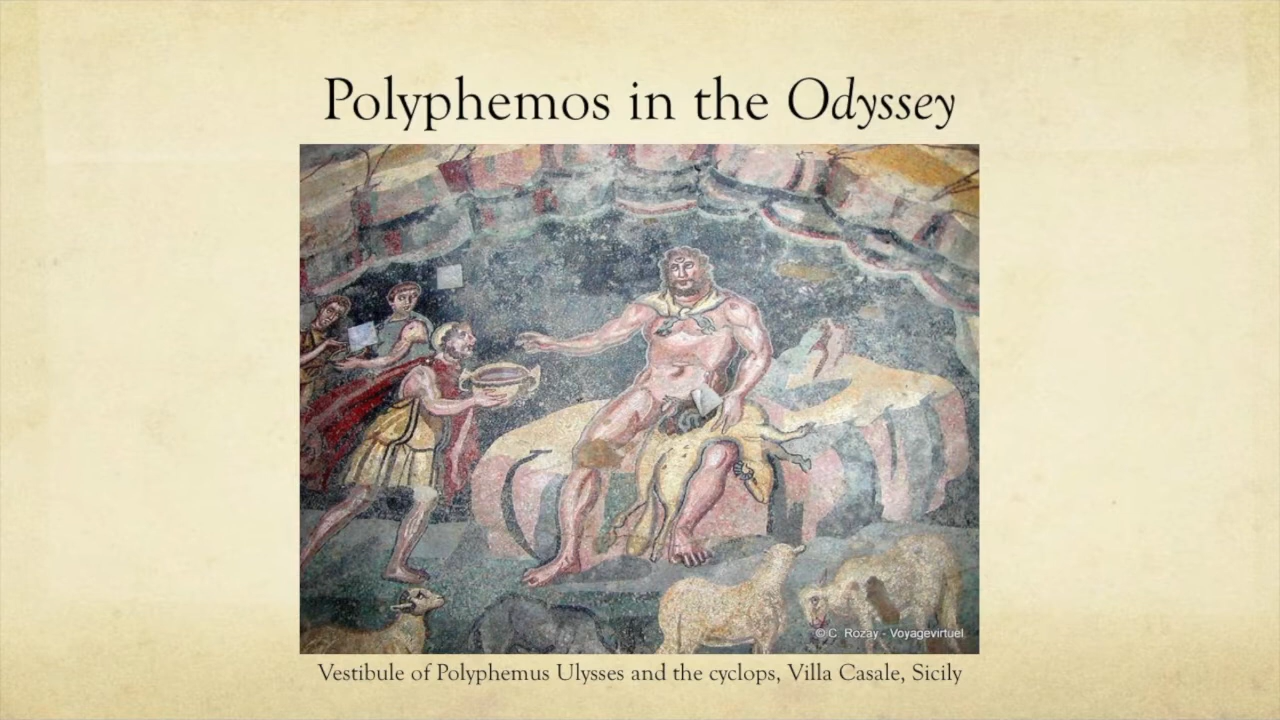 Polyphemos in the Odyssey
© C. Rozay - Voyagevirtuel
Vestibule of Polyphemus Ulysses and the cyclops, Villa Casale, Sicily